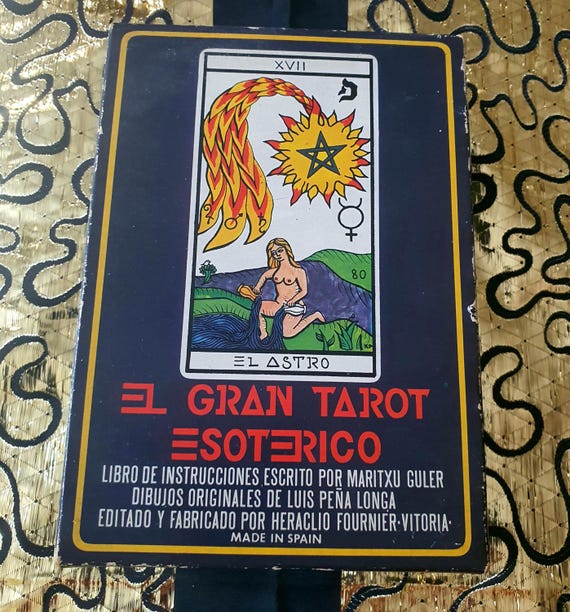 XVII
פ
80
EL ASTRO
EL GRAN TAROT
ESOTERICO
LIBRO DE INSTRUCCIONES ESCRITO POR MARITXU GULER
DIBUJOS ORIGINALES DE LUIS PEÑA LONGA
EDITADO Y FABRICADO POR HERACLIO FOURNIER·VITORIA·
MADE IN SPAIN